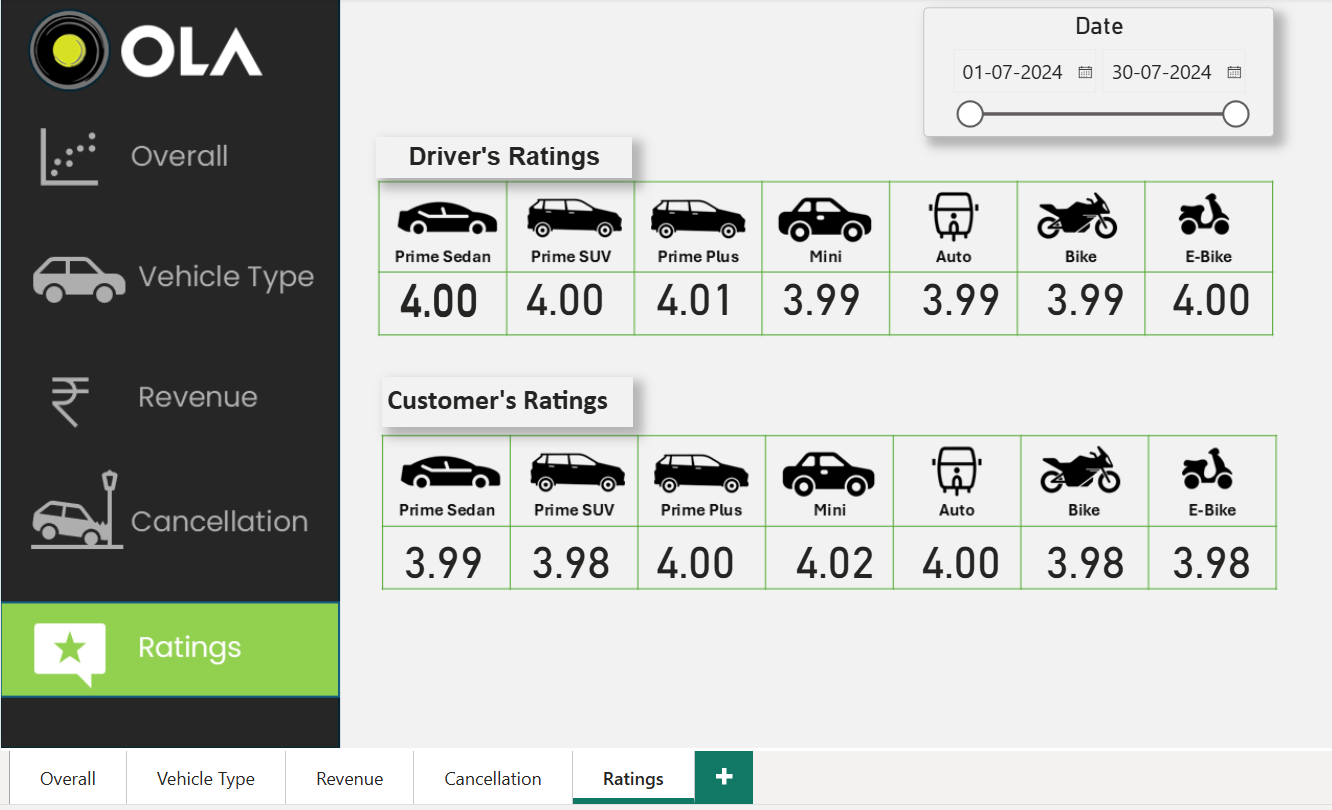 OLA
Overall
Vehicle Type
Revenue
Cancellation
Ratings
Date
01-07-2024 30-07-2024
Driver's Ratings
Prime Sedan Prime SUV Prime Plus Mini Auto Bike E-Bike
4.00 4.00 4.01 3.99 3.99 3.99 4.00
Customer's Ratings
Prime Sedan Prime SUV Prime Plus Mini Auto Bike E-Bike
3.99 3.98 4.00 4.02 4.00 3.98 3.98
Overall Vehicle Type Revenue Cancellation Ratings +